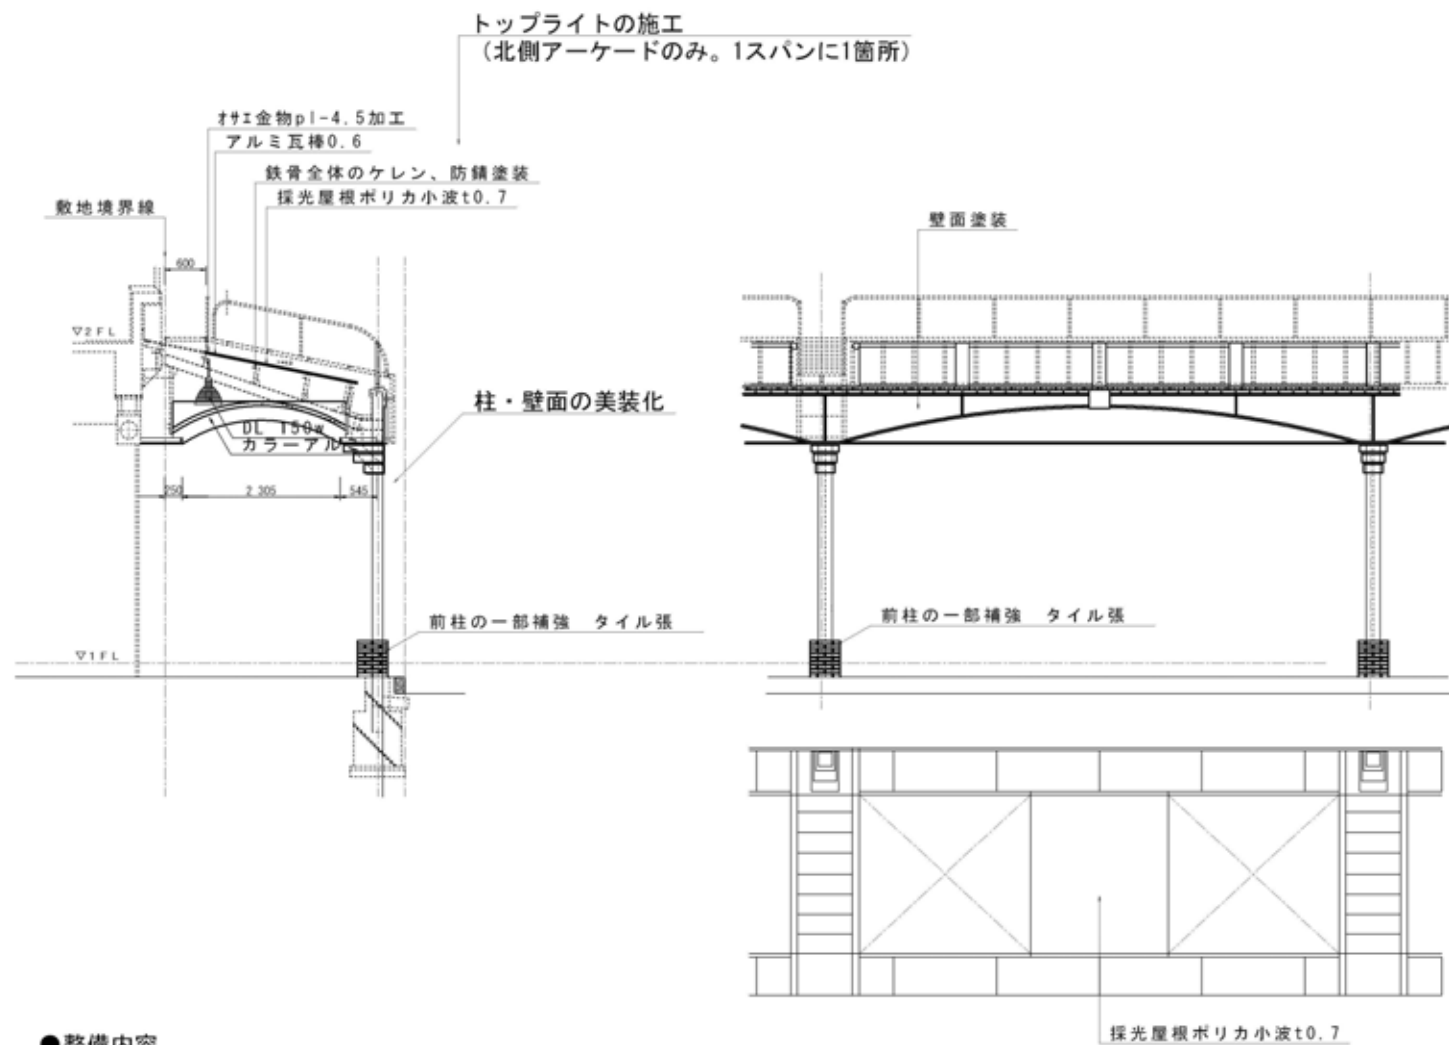 トップライトの施工
（北側アーケードのみ。1スパンに1箇所）
オサエ金物pl-4.5加工
アルミ瓦棒0.6
鉄骨全体のケレン、防錆塗装
採光屋根ポリカ小波t0.7
敷地境界線
壁面塗装
600
▽2FL
柱・壁面の美装化
DL 150w
カラーアル
250
2 305
545
前柱の一部補強　タイル張
前柱の一部補強　タイル張
▽1FL
採光屋根ポリカ小波t0.7
●整備内容